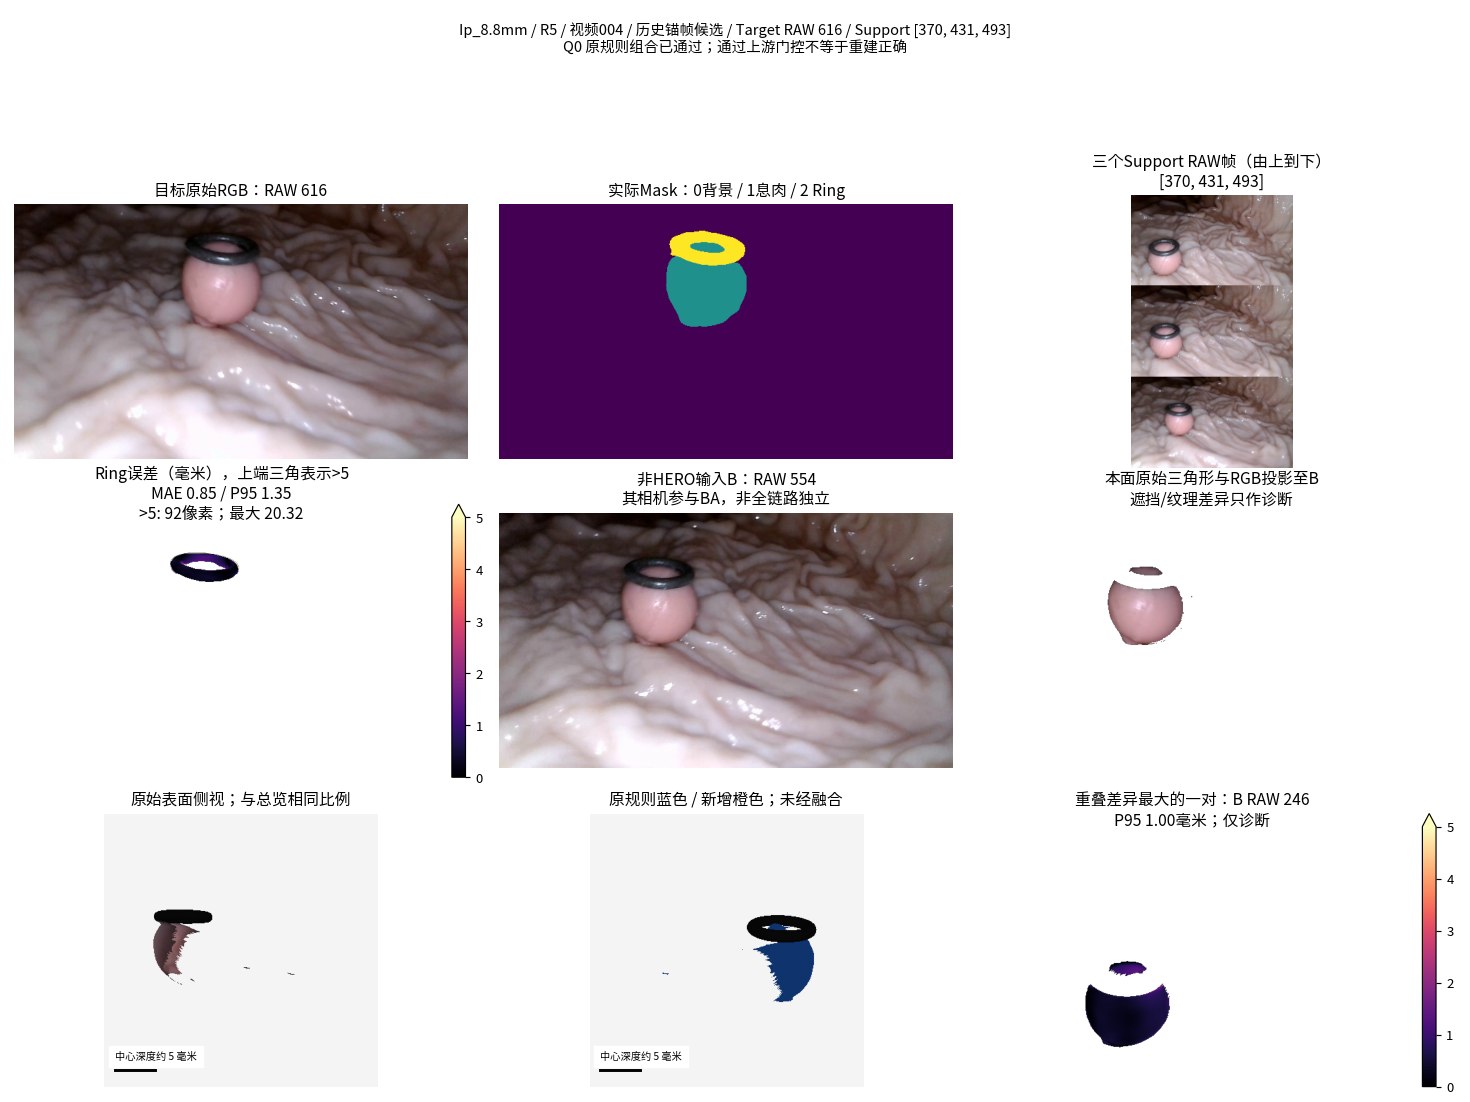 Ip_8.8mm / R5 / 视频004 / 历史锚帧候选 / Target RAW 616 / Support [370, 431, 493]
Q0 原规则组合已通过；通过上游门控不等于重建正确
目标原始RGB：RAW 616
实际Mask：0背景 / 1息肉 / 2 Ring
三个Support RAW帧（由上到下）
[370, 431, 493]
Ring误差（毫米），上端三角表示>5
MAE 0.85 / P95 1.35
>5: 92像素；最大 20.32
5
4
3
2
1
0
非HERO输入B：RAW 554
其相机参与BA，非全链路独立
本面原始三角形与RGB投影至B
遮挡/纹理差异只作诊断
原始表面侧视；与总览相同比例
中心深度约 5 毫米
原规则蓝色 / 新增橙色；未经融合
中心深度约 5 毫米
重叠差异最大的一对：B RAW 246
P95 1.00毫米；仅诊断
5
4
3
2
1
0